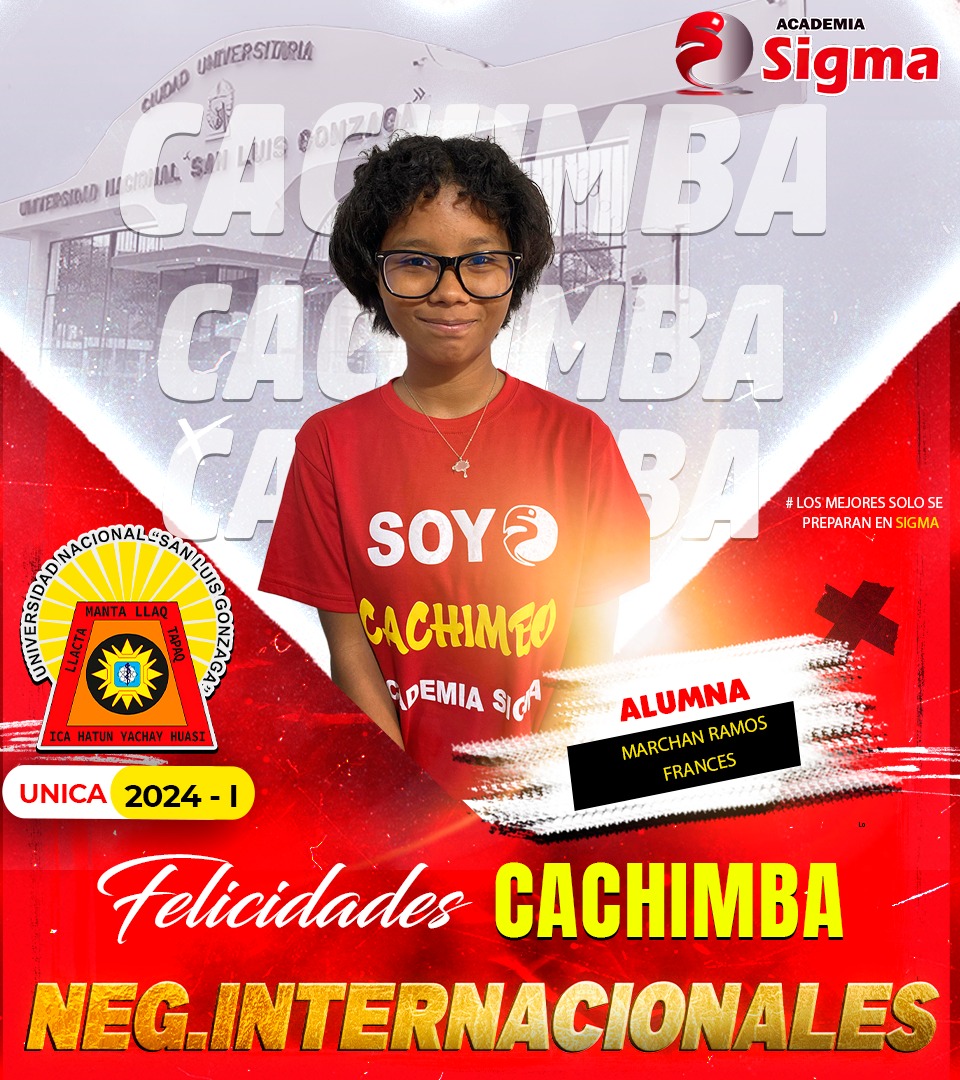 ACADEMIA
Sigma
CIUDAD UNIVERSITARIA
UNIVERSIDAD NACIONAL "SAN LUIS GONZAGA"
CACHIMBA
CACHIMBA
CACHIMBA
# LOS MEJORES SOLO SE
PREPARAN EN SIGMA
SOY
CACHIMBO
ACADEMIA SIGMA
UNIVERSIDAD NACIONAL "SAN LUIS GONZAGA"
MANTA LLAQ
LLACTA
TAPAQ
ICA HATUN YACHAY HUASI
UNICA 2024 - I
ALUMNA
MARCHAN RAMOS
FRANCES
Lo
Felicidades CACHIMBA
NEG.INTERNACIONALES